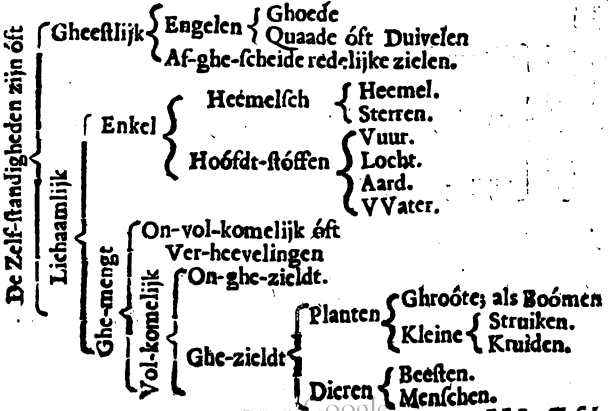 De Zelf-ſtandigheden zijn óft
Gheeſtlijk
Engelen
Ghoede
Quaade óft Duivelen
Af-ghe-ſcheide redelijke zielen.
Lichaamlijk
Enkel
Heemelſch
Heemel.
Sterren.
Hoófdt-ſtóffen
Vuur.
Locht.
Aard.
VVater.
Ghe-mengt
On-vol-komelijk óft
Ver-heevelingen
Vol-komelijk
On-ghe-zieldt.
Ghe-zieldt
Planten
Ghroôte; als Boómen
Kleine
Struiken.
Kruiden.
Dieren
Beeſten.
Menſchen.